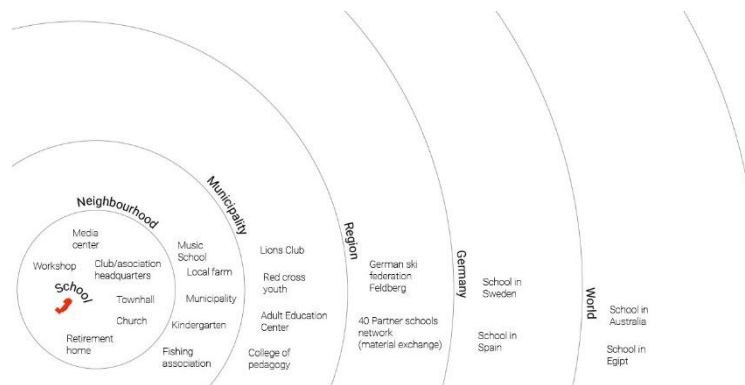 Neighbourhood
Media
center
Workshop
Club/asociation
headquarters
School
Townhall
Church
Retirement
home
Municipality
Music
School
Local farm
Municipality
Kindergarten
Fishing
association
Region
Lions Club
Red cross
youth
Adult Education
Center
College of
pedagogy
Germany
German ski
federation
Feldberg
40 Partner schools
network
(material exchange)
World
School in
Sweden
School in
Spain
School in
Australia
School in
Egipt